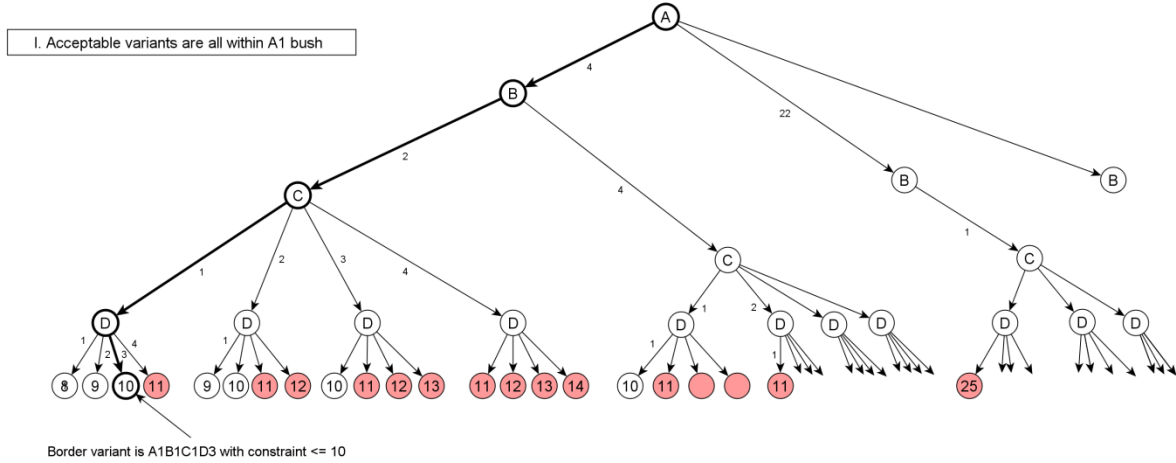 I. Acceptable variants are all within A1 bush
A
4
B
22
2
4
B
B
C
1
1
2
3
4
C
C
D
D
D
D
1
D
2
D
D
D
D
D
D
1
2
3
4
1
1
1
8
9
10
11
9
10
11
12
10
11
12
13
11
12
13
14
10
11
11
25
Border variant is A1B1C1D3 with constraint <= 10